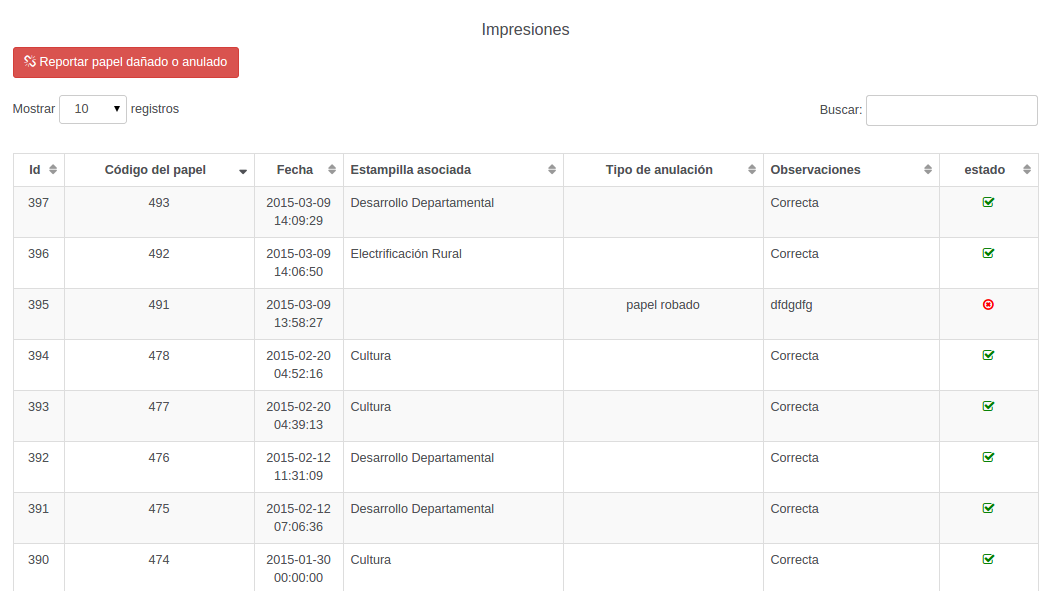 Impresiones
Reportar papel dañado o anulado
Mostrar 10 registros
Buscar:
Id Código del papel Fecha Estampilla asociada Tipo de anulación Observaciones estado
397 493 2015-03-09 14:09:29 Desarrollo Departamental Correcta
396 492 2015-03-09 14:06:50 Electrificación Rural Correcta
395 491 2015-03-09 13:58:27 papel robado dfdgdfg
394 478 2015-02-20 04:52:16 Cultura Correcta
393 477 2015-02-20 04:39:13 Cultura Correcta
392 476 2015-02-12 11:31:09 Desarrollo Departamental Correcta
391 475 2015-02-12 07:06:36 Desarrollo Departamental Correcta
390 474 2015-01-30 00:00:00 Cultura Correcta